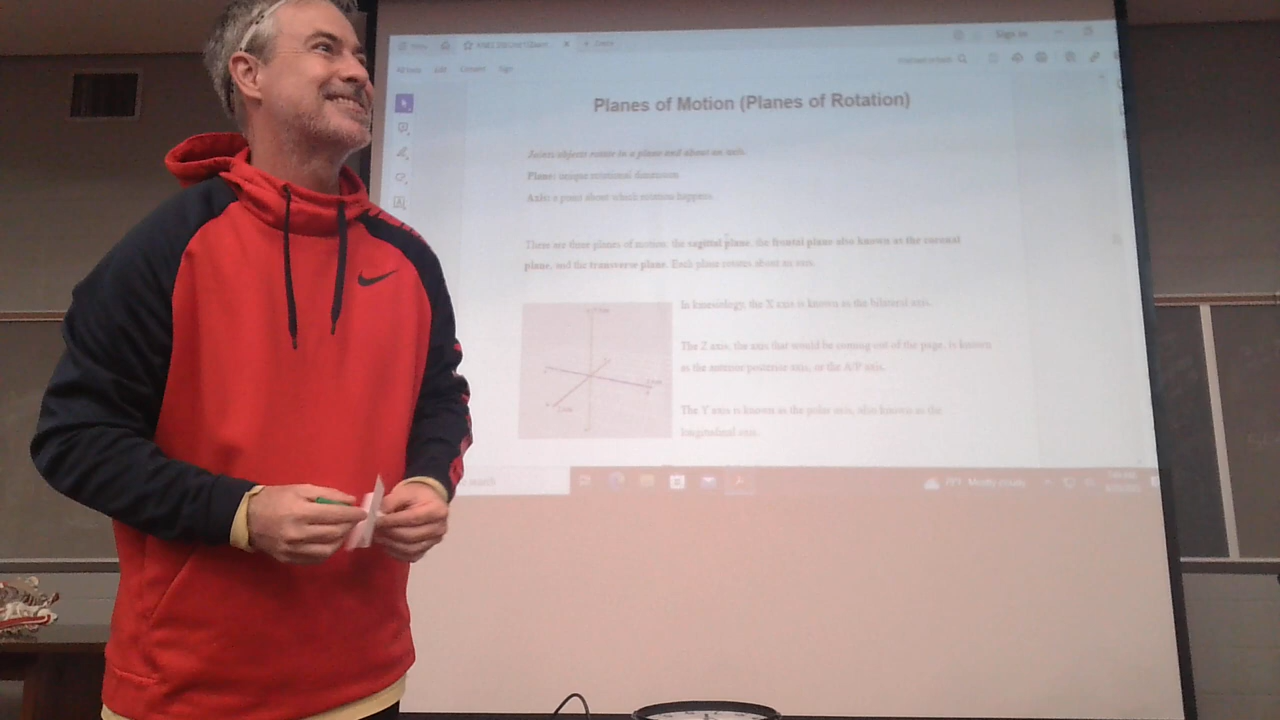 Sign in
Planes of Motion (Planes of Rotation)
Joints/objects rotate in a plane and about an axis.
Plane: unique rotational dimension
Axis: a point about which rotation happens.
There are three planes of motion: the sagittal plane, the frontal plane also known as the coronal
plane, and the transverse plane. Each plane rotates about an axis.
In kinesiology, the X axis is known as the bilateral axis.
The Z axis, the axis that would be coming out of the page, is known
as the anterior/posterior axis, or the A/P axis.
The Y axis is known as the polar axis, also known as the
longitudinal axis.
search
Mostly cloudy